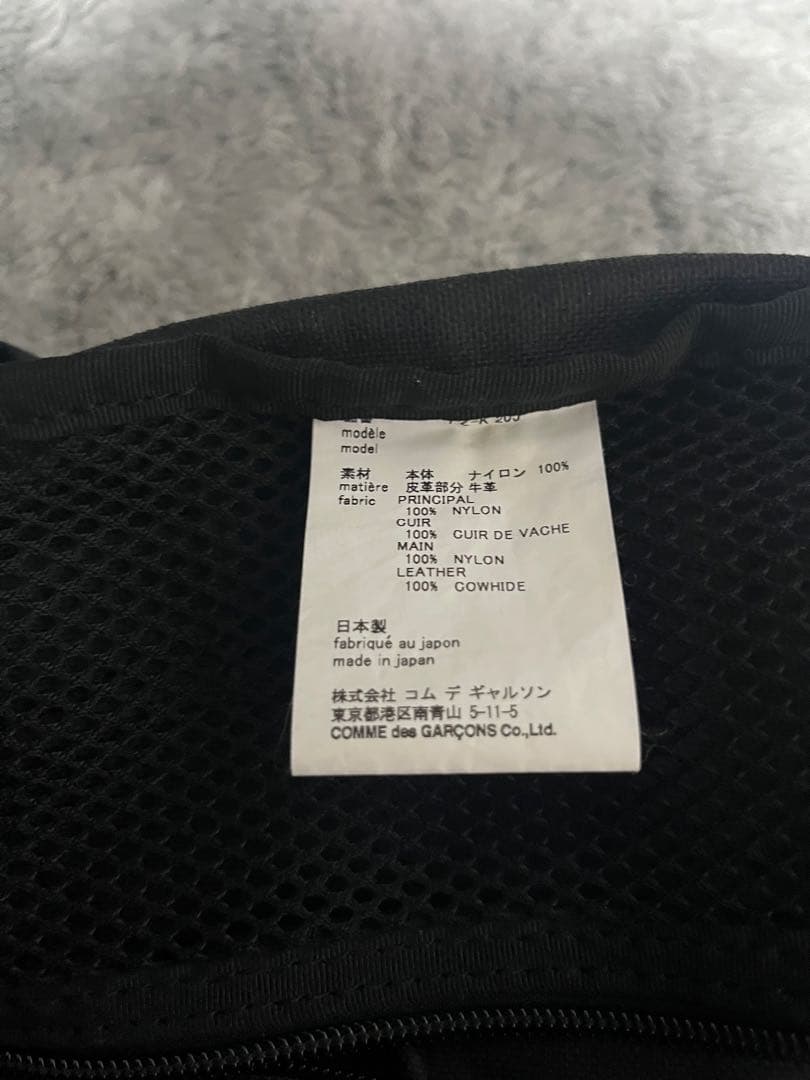 modèle
model
素材 本体 ナイロン 100%
matière 皮革部分 牛革
fabric PRINCIPAL
100% NYLON
CUIR
100% CUIR DE VACHE
MAIN
100% NYLON
LEATHER
100% COWHIDE
日本製
fabriqué au japon
made in japan
株式会社 コム デ ギャルソン
東京都港区南青山 5-11-5
COMME des GARÇONS Co.,Ltd.